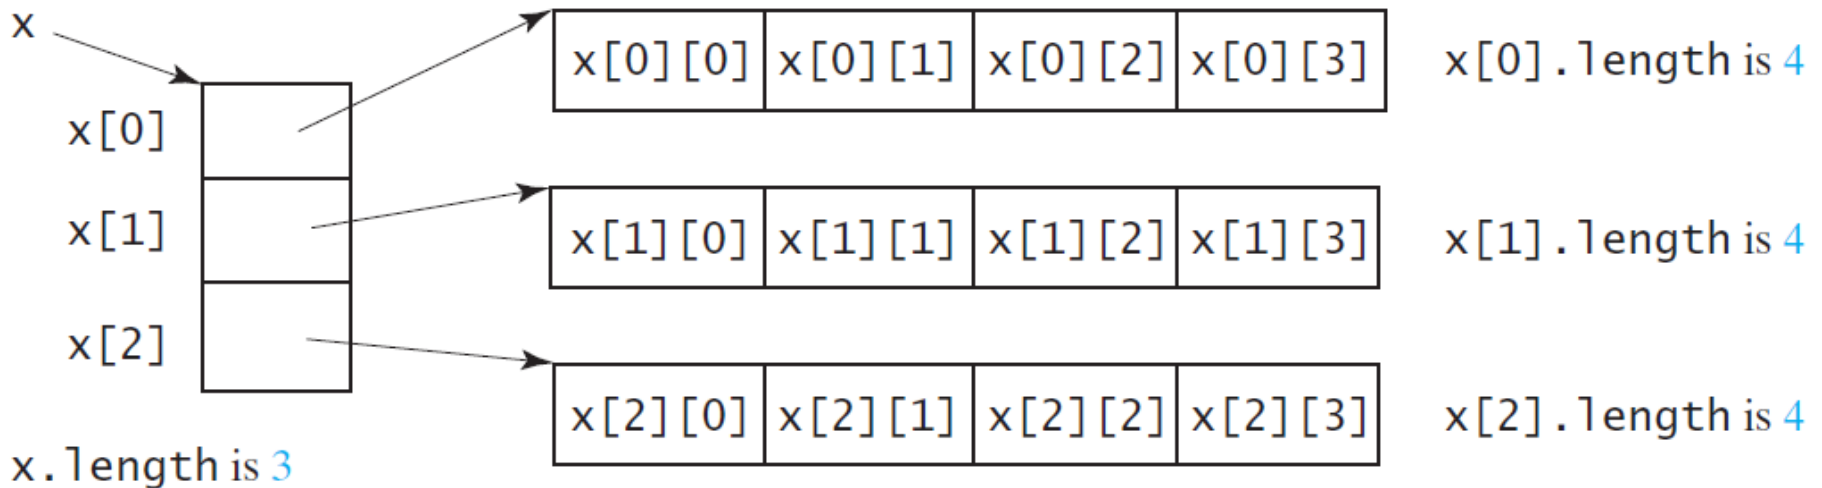 x
x[0][0] x[0][1] x[0][2] x[0][3] x[0].length is 4
x[0]
x[1]
x[1][0] x[1][1] x[1][2] x[1][3] x[1].length is 4
x[2]
x[2][0] x[2][1] x[2][2] x[2][3] x[2].length is 4
x.length is 3